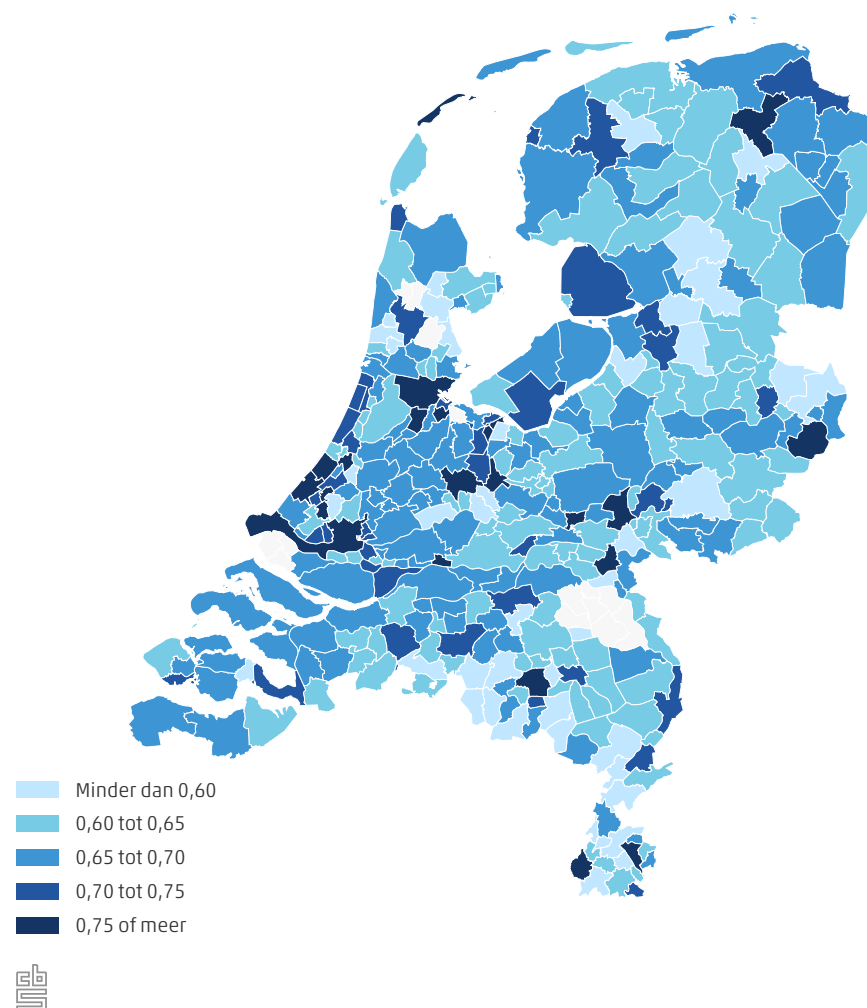 Minder dan 0,60
0,60 tot 0,65
0,65 tot 0,70
0,70 tot 0,75
0,75 of meer
cb